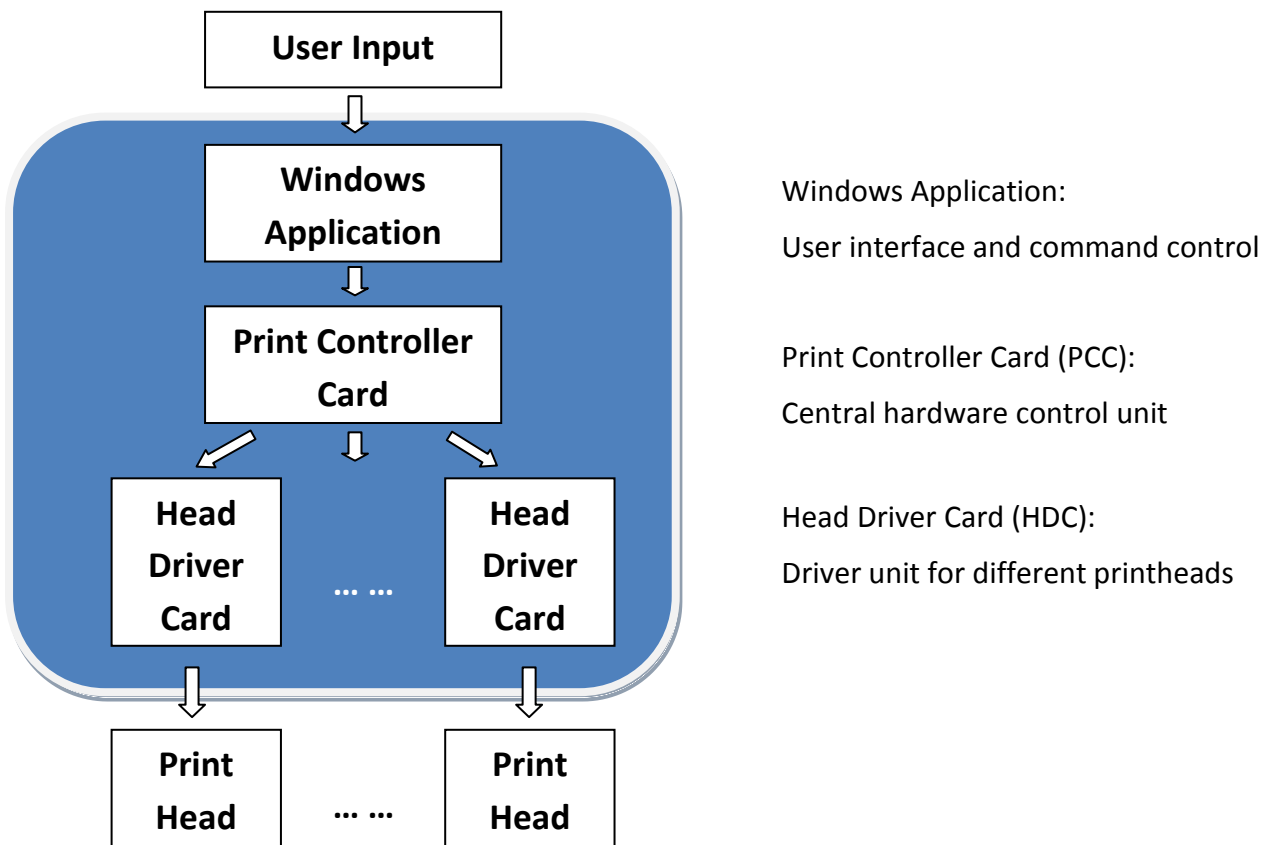 User Input
Windows
Application
Print Controller
Card
Head
Driver
Card
... ...
Head
Driver
Card
Print
Head
... ...
Print
Head
Windows Application:
User interface and command control
Print Controller Card (PCC):
Central hardware control unit
Head Driver Card (HDC):
Driver unit for different printheads